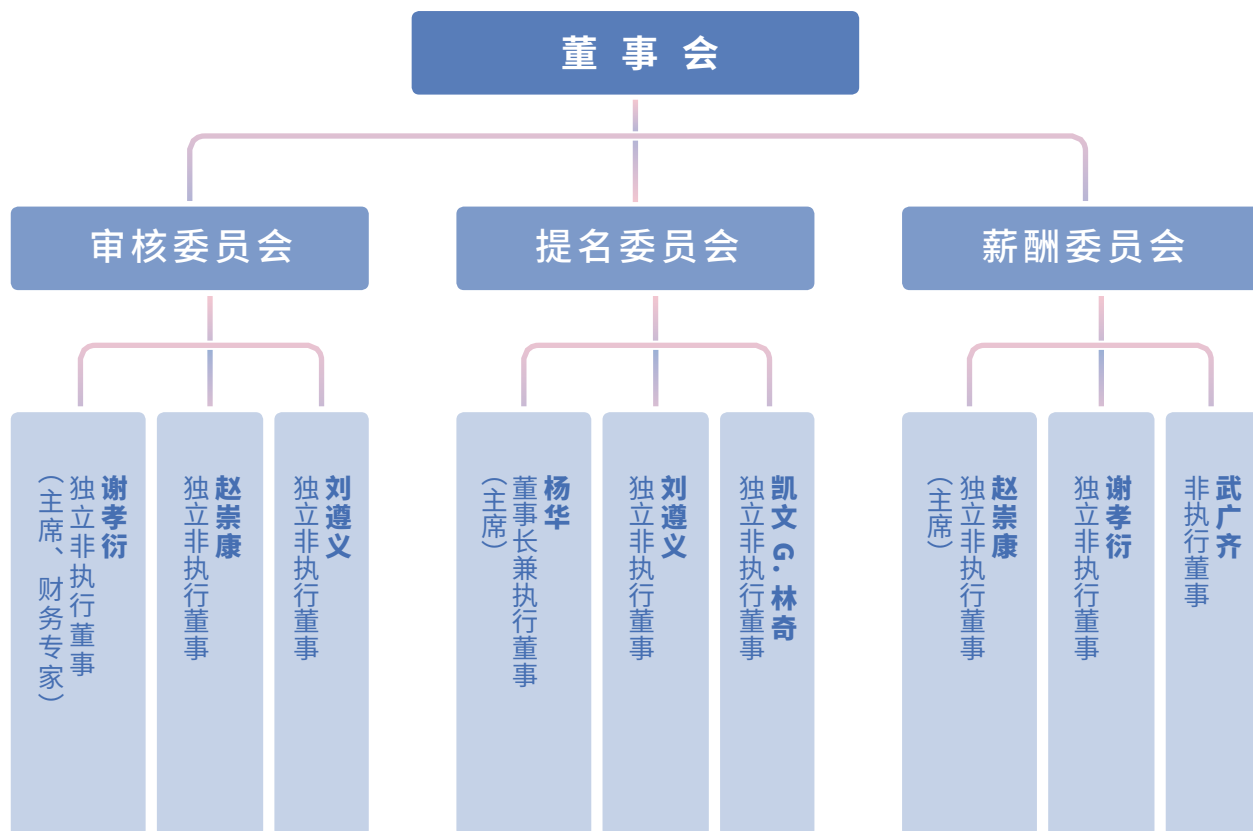 董事会
审核委员会
提名委员会
薪酬委员会
谢孝衍
独立非执行董事
（主席、财务专家）
赵崇康
独立非执行董事
刘遵义
独立非执行董事
杨华
董事长兼执行董事
（主席）
刘遵义
独立非执行董事
凯文 G. 林奇
独立非执行董事
赵崇康
独立非执行董事
（主席）
谢孝衍
独立非执行董事
武广齐
非执行董事